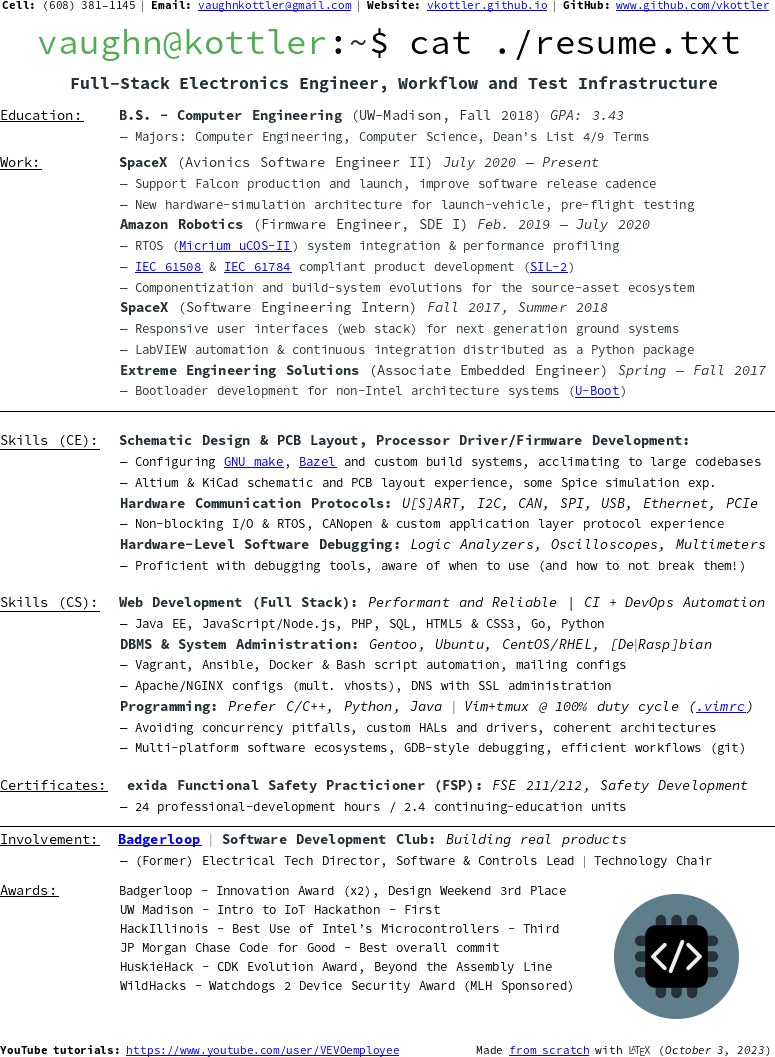 Cell: (608) 381-1145 | Email: vaughnkottler@gmail.com | Website: vkottler.github.io | GitHub: www.github.com/vkottler
vaughn@kottler:~$ cat ./resume.txt
Full-Stack Electronics Engineer, Workflow and Test Infrastructure
Education: B.S. - Computer Engineering (UW-Madison, Fall 2018) GPA: 3.43
– Majors: Computer Engineering, Computer Science, Dean's List 4/9 Terms
Work: SpaceX (Avionics Software Engineer II) July 2020 – Present
– Support Falcon production and launch, improve software release cadence
– New hardware-simulation architecture for launch-vehicle, pre-flight testing
Amazon Robotics (Firmware Engineer, SDE I) Feb. 2019 – July 2020
– RTOS (Micrium uCOS-II) system integration & performance profiling
– IEC 61508 & IEC 61784 compliant product development (SIL-2)
– Componentization and build-system evolutions for the source-asset ecosystem
SpaceX (Software Engineering Intern) Fall 2017, Summer 2018
– Responsive user interfaces (web stack) for next generation ground systems
– LabVIEW automation & continuous integration distributed as a Python package
Extreme Engineering Solutions (Associate Embedded Engineer) Spring – Fall 2017
– Bootloader development for non-Intel architecture systems (U-Boot)
Skills (CE): Schematic Design & PCB Layout, Processor Driver/Firmware Development:
– Configuring GNU make, Bazel and custom build systems, acclimating to large codebases
– Altium & KiCad schematic and PCB layout experience, some Spice simulation exp.
Hardware Communication Protocols: U[S]ART, I2C, CAN, SPI, USB, Ethernet, PCIe
– Non-blocking I/O & RTOS, CANopen & custom application layer protocol experience
Hardware-Level Software Debugging: Logic Analyzers, Oscilloscopes, Multimeters
– Proficient with debugging tools, aware of when to use (and how to not break them!)
Skills (CS): Web Development (Full Stack): Performant and Reliable | CI + DevOps Automation
– Java EE, JavaScript/Node.js, PHP, SQL, HTML5 & CSS3, Go, Python
DBMS & System Administration: Gentoo, Ubuntu, CentOS/RHEL, [De|Rasp]bian
– Vagrant, Ansible, Docker & Bash script automation, mailing configs
– Apache/NGINX configs (mult. vhosts), DNS with SSL administration
Programming: Prefer C/C++, Python, Java | Vim+tmux @ 100% duty cycle (.vimrc)
– Avoiding concurrency pitfalls, custom HALs and drivers, coherent architectures
– Multi-platform software ecosystems, GDB-style debugging, efficient workflows (git)
Certificates: exida Functional Safety Practicioner (FSP): FSE 211/212, Safety Development
– 24 professional-development hours / 2.4 continuing-education units
Involvement: Badgerloop | Software Development Club: Building real products
– (Former) Electrical Tech Director, Software & Controls Lead | Technology Chair
Awards: Badgerloop - Innovation Award (x2), Design Weekend 3rd Place
UW Madison - Intro to IoT Hackathon - First
HackIllinois - Best Use of Intel's Microcontrollers - Third
JP Morgan Chase Code for Good - Best overall commit
HuskieHack - CDK Evolution Award, Beyond the Assembly Line
WildHacks - Watchdogs 2 Device Security Award (MLH Sponsored)
</>
YouTube tutorials: https://www.youtube.com/user/VEVOemployee Made from scratch with LATEX (October 3, 2023)